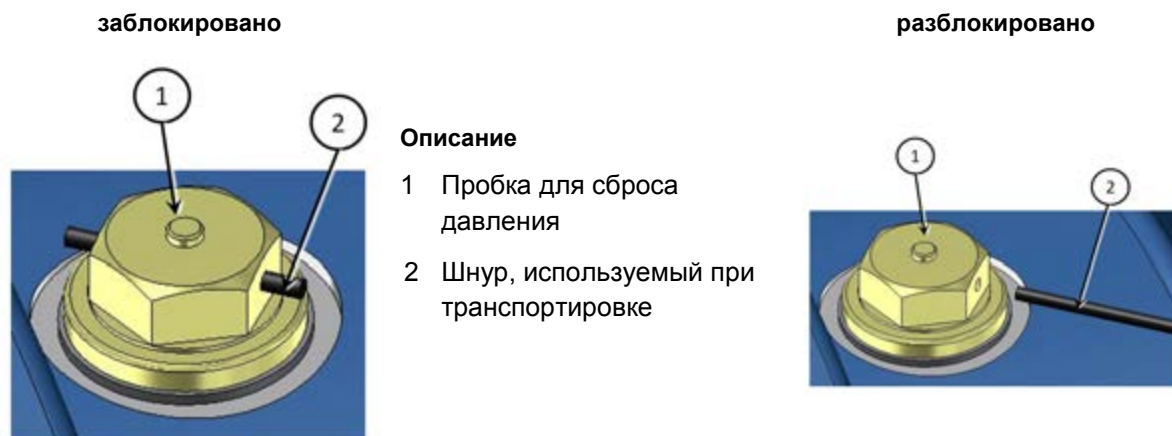 заблокировано
разблокировано
1
2
Описание
1 Пробка для сброса
давления
2 Шнур, используемый при
транспортировке
1
2